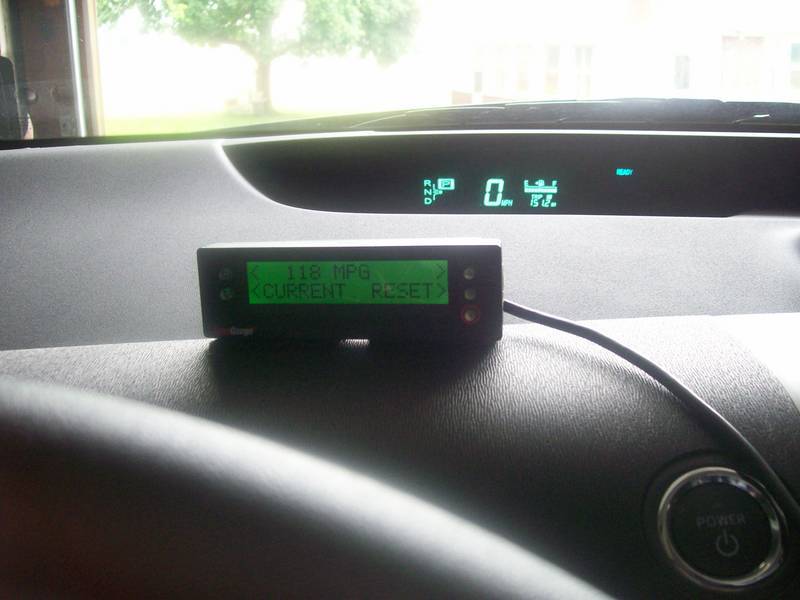 R
N
D
P
0 MPH
E F
READY
< 118 MPG >
<CURRENT RESET>
POWER